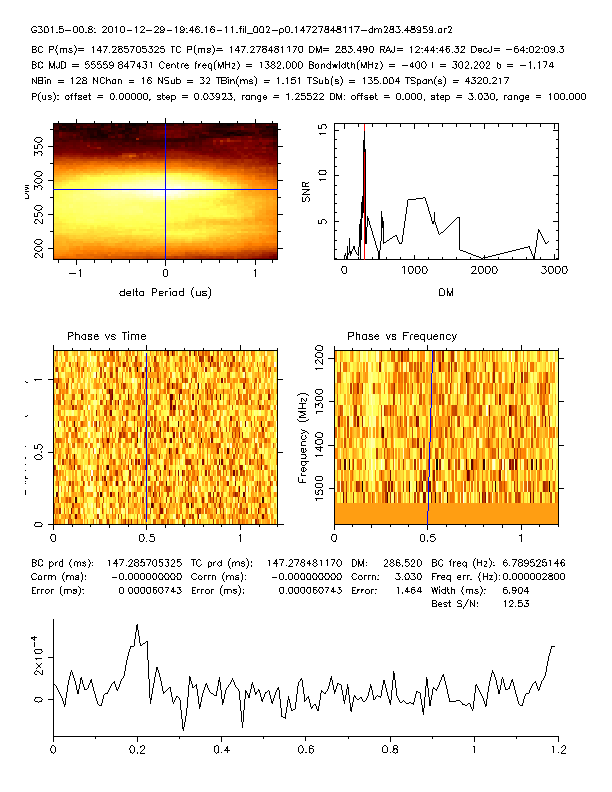 G301.5-00.8: 2010-12-29-19:46.16-11.fil_002-p0.14727848117-dm283.48959.ar2
BC P(ms)= 147.285705325 TC P(ms)= 147.278481170 DM= 283.490 RAJ= 12:44:46.32 DecJ= -64:02:09.3
BC MJD = 55559.847431 Centre freq(MHz) = 1382.000 Bandwidth(MHz) = -400 l = 302.202 b = -1.174
NBin = 128 NChan = 16 NSub = 32 TBin(ms) = 1.151 TSub(s) = 135.004 TSpan(s) = 4320.217
P(us): offset = 0.00000, step = 0.03923, range = 1.25522 DM: offset = 0.000, step = 3.030, range = 100.000
350
300
250
200
DM
-1 0 1
delta Period (us)
15
10
5
SNR
0 1000 2000 3000
DM
Phase vs Time
1
0.5
0
0 0.5 1
Phase vs Frequency
1200
1300
1400
1500
Frequency (MHz)
0 0.5 1
BC prd (ms): 147.285705325 TC prd (ms): 147.278481170 DM: 286.520 BC freq (Hz): 6.789525146
Corrn (ms): -0.000000000 Corrn (ms): -0.000000000 Corrn: 3.030 Freq err. (Hz): 0.000002800
Error (ms): 0.000060743 Error (ms): 0.000060743 Error: 1.464 Width (ms): 6.904
Best S/N: 12.53
2×10⁻⁴
0
0 0.2 0.4 0.6 0.8 1 1.2